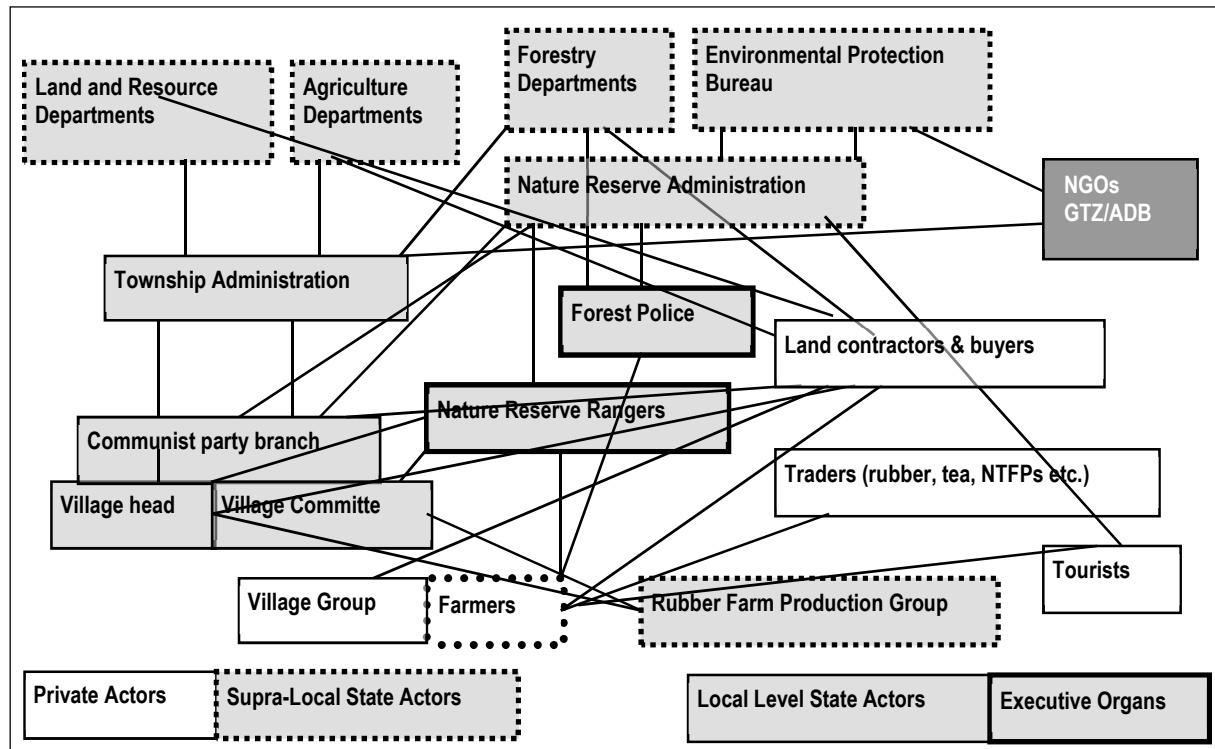 Land and Resource
Departments
Agriculture
Departments
Forestry
Departments
Environmental Protection
Bureau
Nature Reserve Administration
NGOs
GTZ/ADB
Township Administration
Forest Police
Land contractors & buyers
Nature Reserve Rangers
Communist party branch
Traders (rubber, tea, NTFPs etc.)
Village head
Village Committe
Tourists
Village Group
Farmers
Rubber Farm Production Group
Private Actors
Supra-Local State Actors
Local Level State Actors
Executive Organs